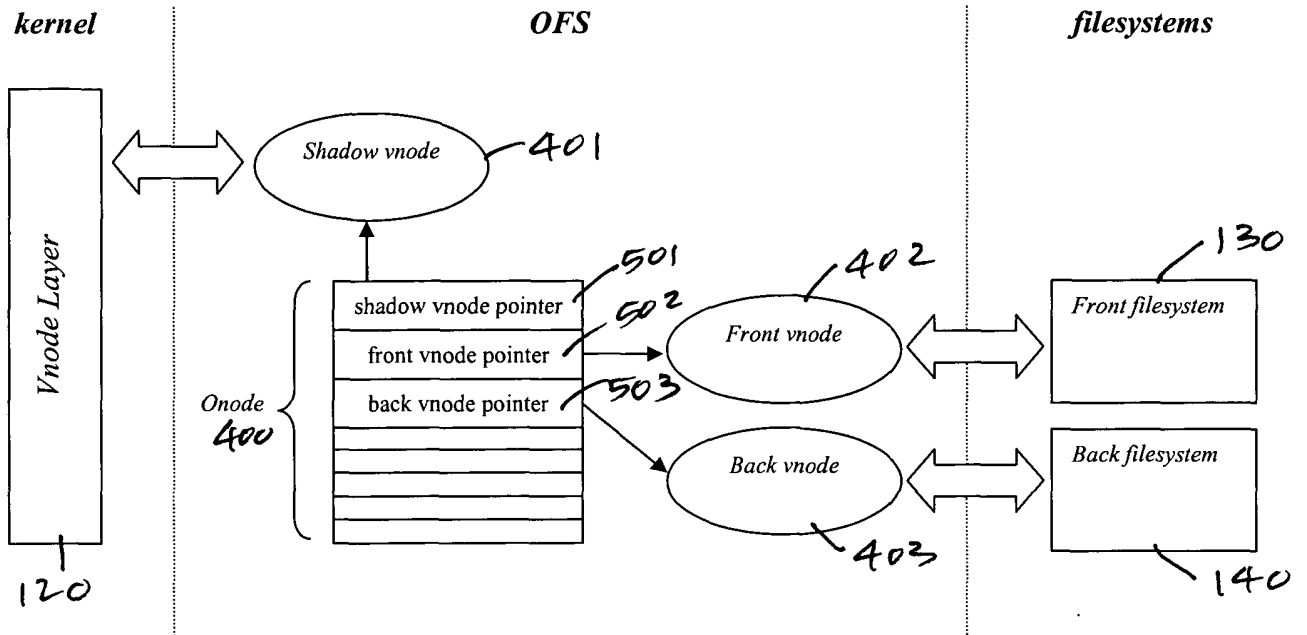 kernel
OFS
filesystems
Shadow vnode
401
Vnode Layer
120
shadow vnode pointer
501
front vnode pointer
502
back vnode pointer
503
Onode
400
402
Front vnode
Back vnode
403
130
Front filesystem
Back filesystem
140